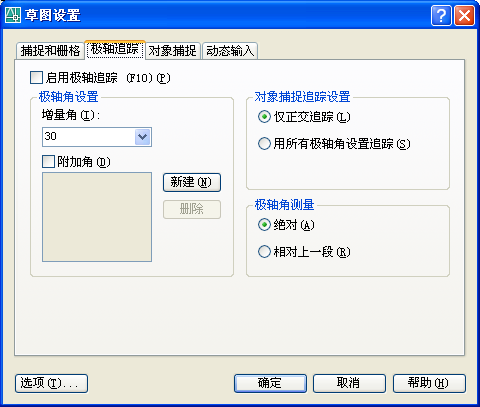 草图设置
捕捉和栅格 极轴追踪 对象捕捉 动态输入
启用极轴追踪 (F10)(P)
极轴角设置
增量角(I):
30
附加角(D)
新建(N)
删除
对象捕捉追踪设置
仅正交追踪(L)
用所有极轴角设置追踪(S)
极轴角测量
绝对(A)
相对上一段(R)
选项(T)... 确定 取消 帮助(H)